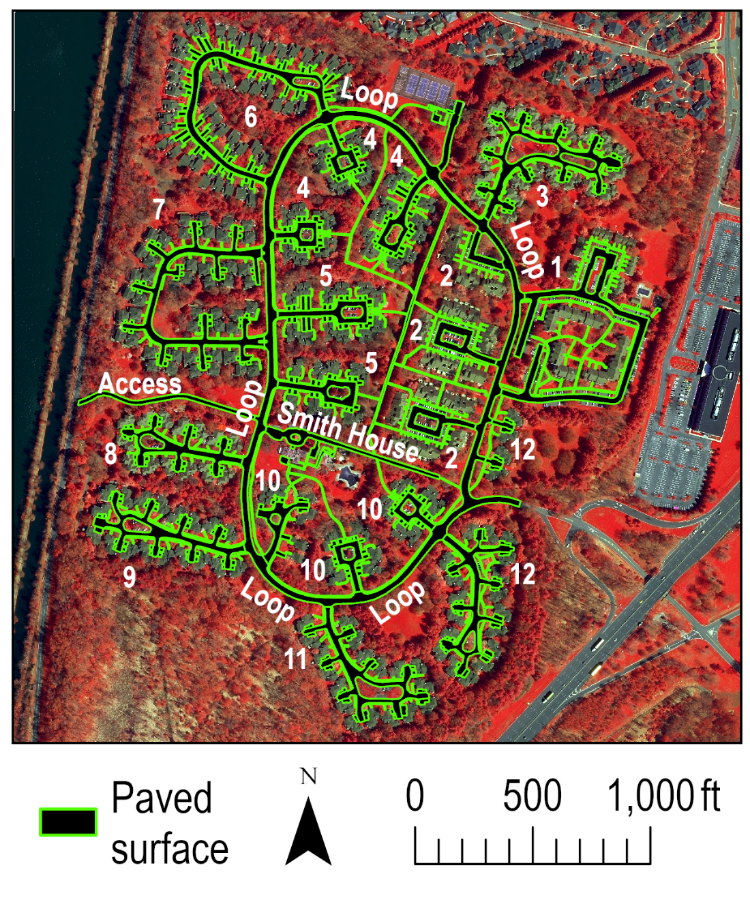 Loop
6
4
4
3
4
7
Loop
1
2
5
2
5
Access
Loop
Smith House
2
12
8
10
10
9
10
12
Loop
Loop
11
Paved
surface
N
0 500 1,000 ft